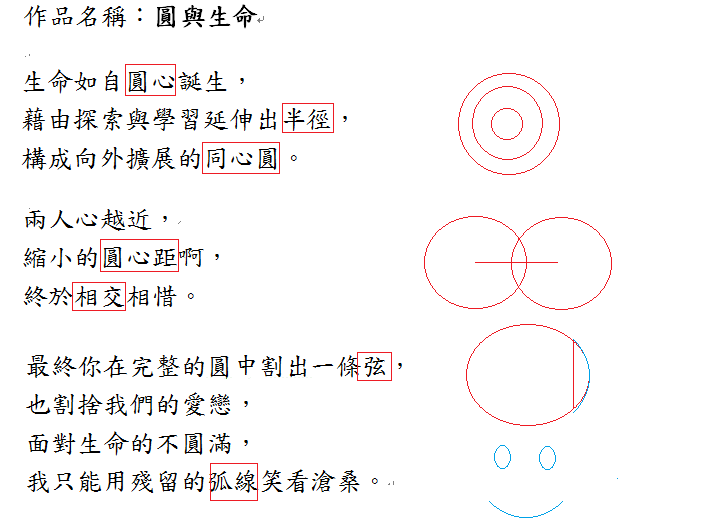 作品名稱：圓與生命
生命如自圓心誕生，
藉由探索與學習延伸出半徑，
構成向外擴展的同心圓。
兩人心越近，
縮小的圓心距啊，
終於相交相惜。
最終你在完整的圓中割出一條弦，
也割捨我們的愛戀，
面對生命的不圓滿，
我只能用殘留的弧線笑看滄桑。